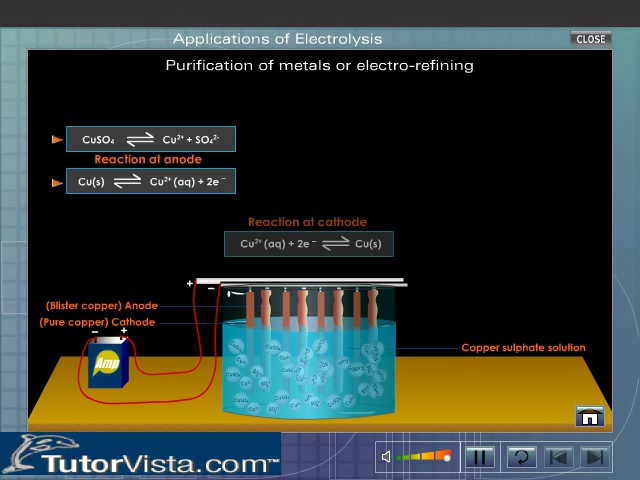 Applications of Electrolysis
CLOSE
Purification of metals or electro-refining
CuSO₄ ⇌ Cu²⁺ + SO₄²⁻
Reaction at anode
Cu(s) ⇌ Cu²⁺ (aq) + 2e⁻
Reaction at cathode
Cu²⁺ (aq) + 2e⁻ ⇌ Cu(s)
+
−
(Blister copper) Anode
(Pure copper) Cathode
− +
Amp
Copper sulphate solution
TutorVista.com™